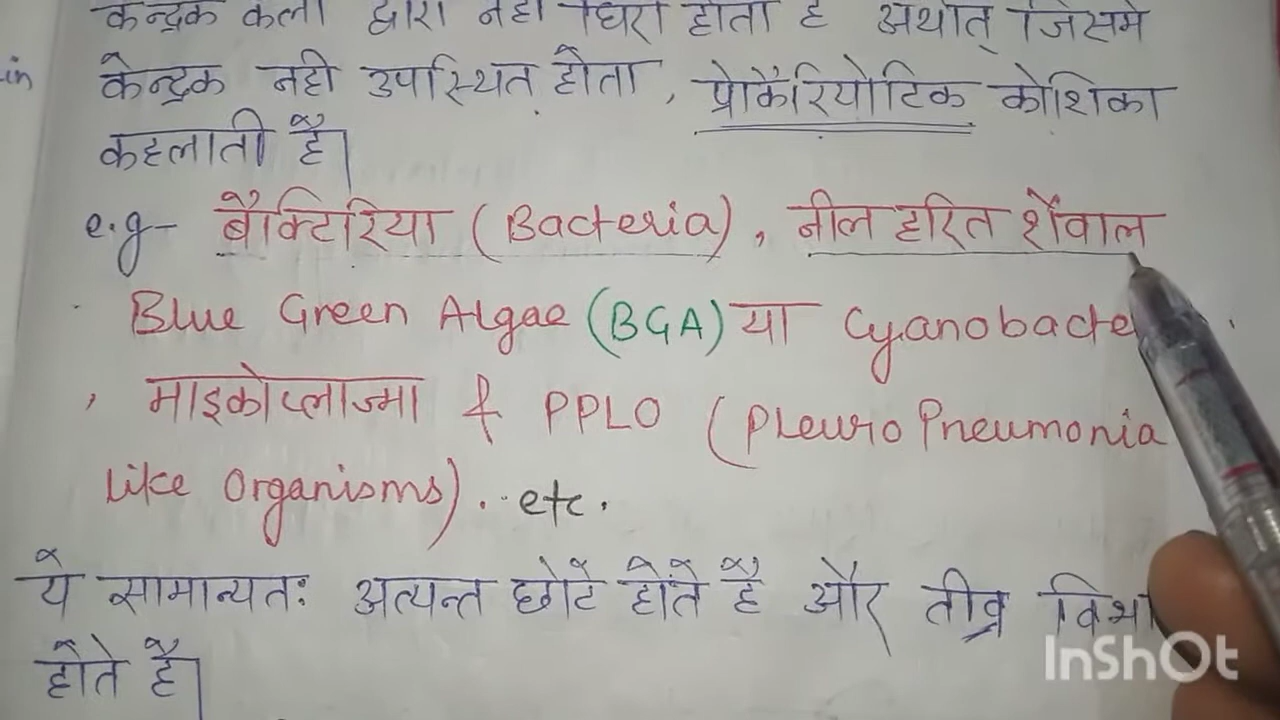 केन्द्रक कला द्वारा नहीं घिरा होता है अर्थात् जिसमे
-in केन्द्रक नही उपस्थित होता, प्रोकैरियोटिक कोशिका
कहलाती है।
e.g- बैक्टिरिया (Bacteria), नील हरित शैवाल
Blue Green Algae (BGA) या Cyanobacte
, माइकोप्लाज्मा & PPLO (Pleuro Pneumonia
Like Organisms). .etc.
ये सामान्यतः अत्यन्त छोटे होते है और तीव्र विभा
होते है।
InShOt